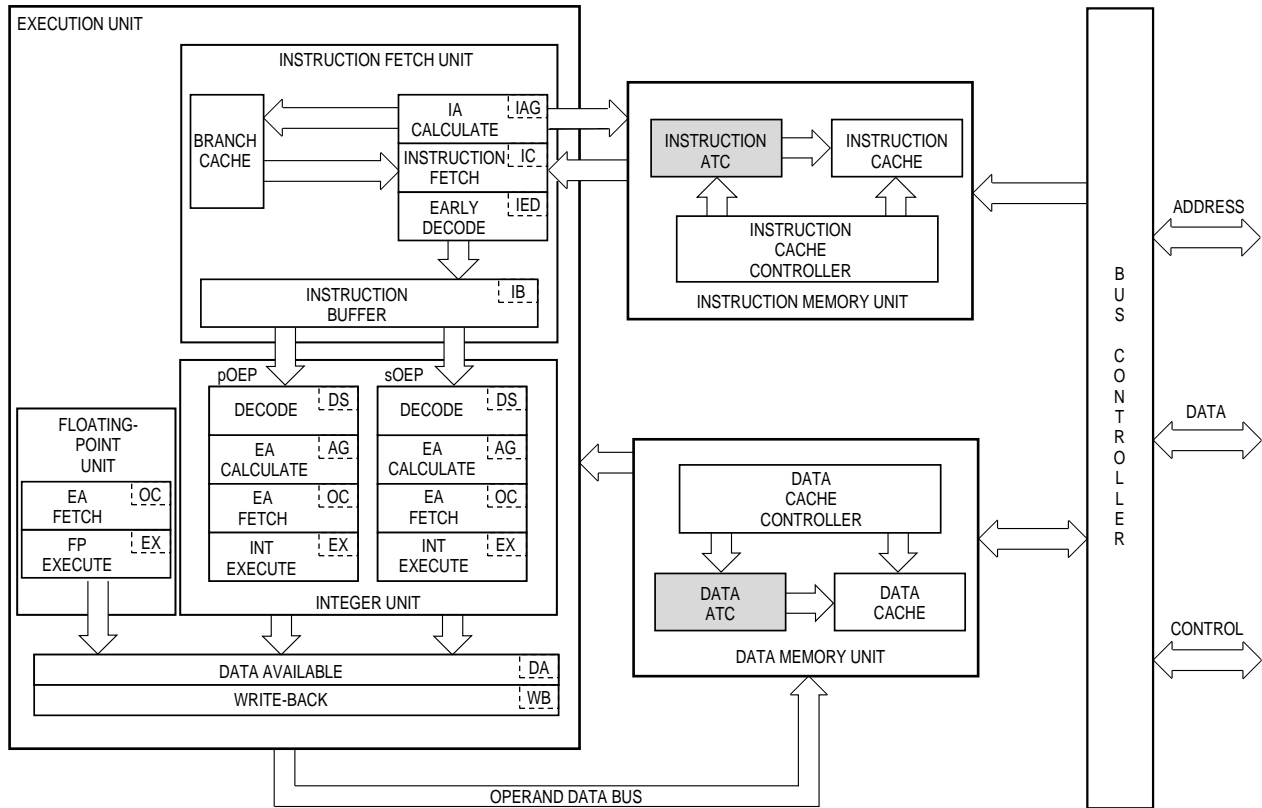 EXECUTION UNIT
INSTRUCTION FETCH UNIT
BRANCH
CACHE
IA
CALCULATE
IAG
INSTRUCTION
FETCH
IC
EARLY
DECODE
IED
INSTRUCTION
BUFFER
IB
INSTRUCTION
ATC
INSTRUCTION
CACHE
INSTRUCTION
CACHE
CONTROLLER
INSTRUCTION MEMORY UNIT
pOEP
DECODE
DS
EA
CALCULATE
AG
EA
FETCH
OC
INT
EXECUTE
EX
sOEP
DECODE
DS
EA
CALCULATE
AG
EA
FETCH
OC
INT
EXECUTE
EX
INTEGER UNIT
FLOATING-
POINT
UNIT
EA
FETCH
OC
FP
EXECUTE
EX
DATA AVAILABLE
DA
WRITE-BACK
WB
DATA
CACHE
CONTROLLER
DATA
ATC
DATA
CACHE
DATA MEMORY UNIT
OPERAND DATA BUS
BUS CONTROLLER
ADDRESS
DATA
CONTROL